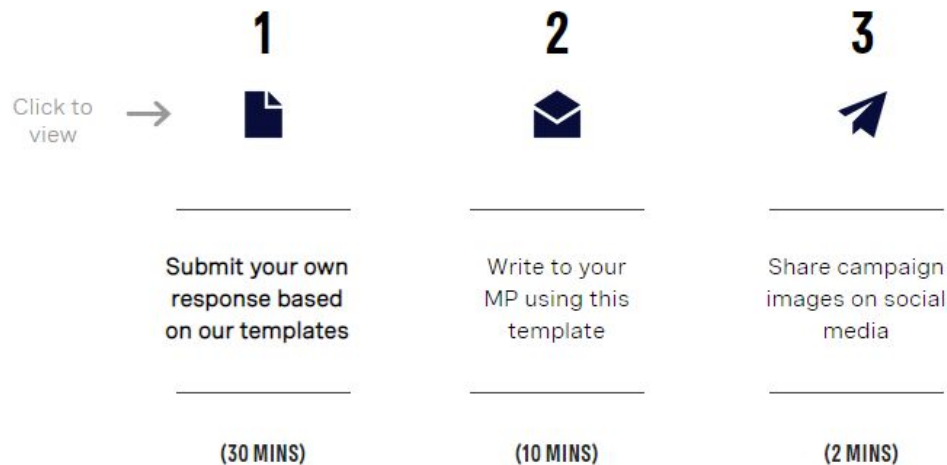 1
2
3
Click to
view
Submit your own
response based
on our templates
Write to your
MP using this
template
Share campaign
images on social
media
(30 MINS)
(10 MINS)
(2 MINS)